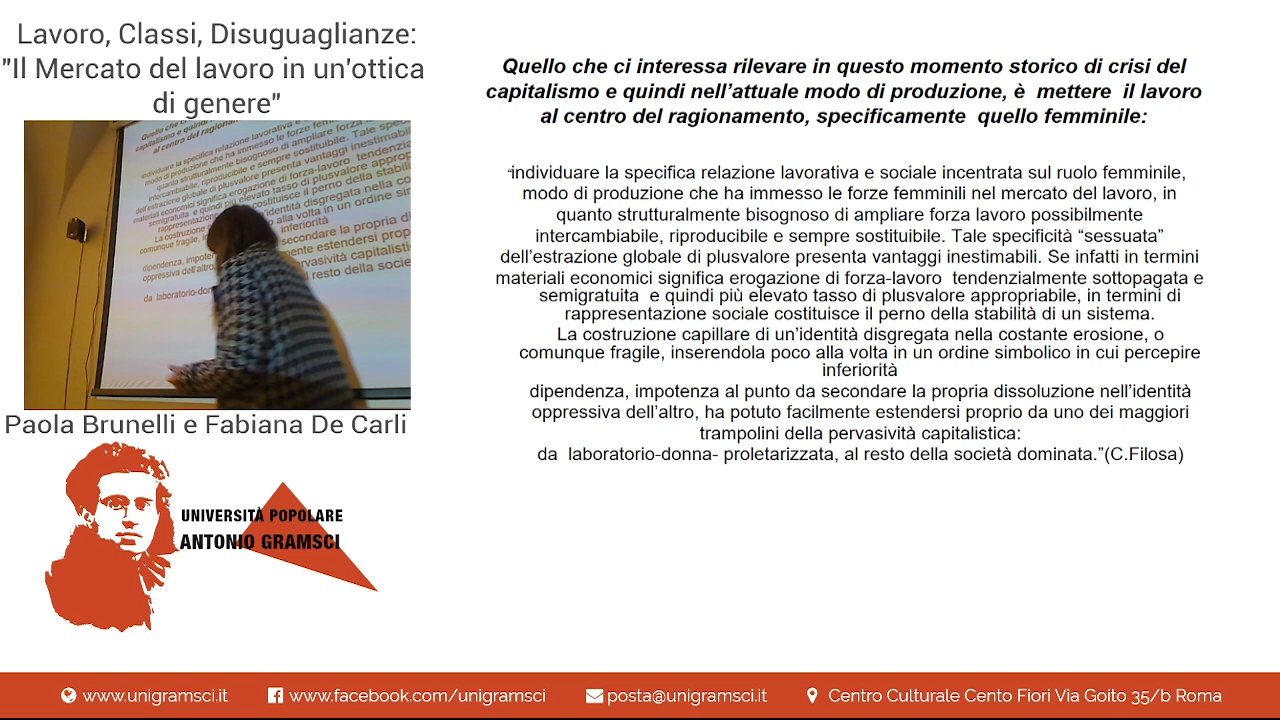 Lavoro, Classi, Disuguaglianze:
"Il Mercato del lavoro in un'ottica
di genere"
Paola Brunelli e Fabiana De Carli
UNIVERSITÀ POPOLARE
ANTONIO GRAMSCI
Quello che ci interessa rilevare in questo momento storico di crisi del
capitalismo e quindi nell'attuale modo di produzione, è mettere il lavoro
al centro del ragionamento, specificamente quello femminile:
“individuare la specifica relazione lavorativa e sociale incentrata sul ruolo femminile,
modo di produzione che ha immesso le forze femminili nel mercato del lavoro, in
quanto strutturalmente bisognoso di ampliare forza lavoro possibilmente
intercambiabile, riproducibile e sempre sostituibile. Tale specificità “sessuata”
dell'estrazione globale di plusvalore presenta vantaggi inestimabili. Se infatti in termini
materiali economici significa erogazione di forza-lavoro tendenzialmente sottopagata e
semigratuita e quindi più elevato tasso di plusvalore appropriabile, in termini di
rappresentazione sociale costituisce il perno della stabilità di un sistema.
La costruzione capillare di un'identità disgregata nella costante erosione, o
comunque fragile, inserendola poco alla volta in un ordine simbolico in cui percepire
inferiorità
dipendenza, impotenza al punto da secondare la propria dissoluzione nell'identità
oppressiva dell'altro, ha potuto facilmente estendersi proprio da uno dei maggiori
trampolini della pervasività capitalistica:
da laboratorio-donna- proletarizzata, al resto della società dominata.”(C.Filosa)
www.unigramsci.it
www.facebook.com/unigramsci
posta@unigramsci.it
Centro Culturale Cento Fiori Via Goito 35/b Roma